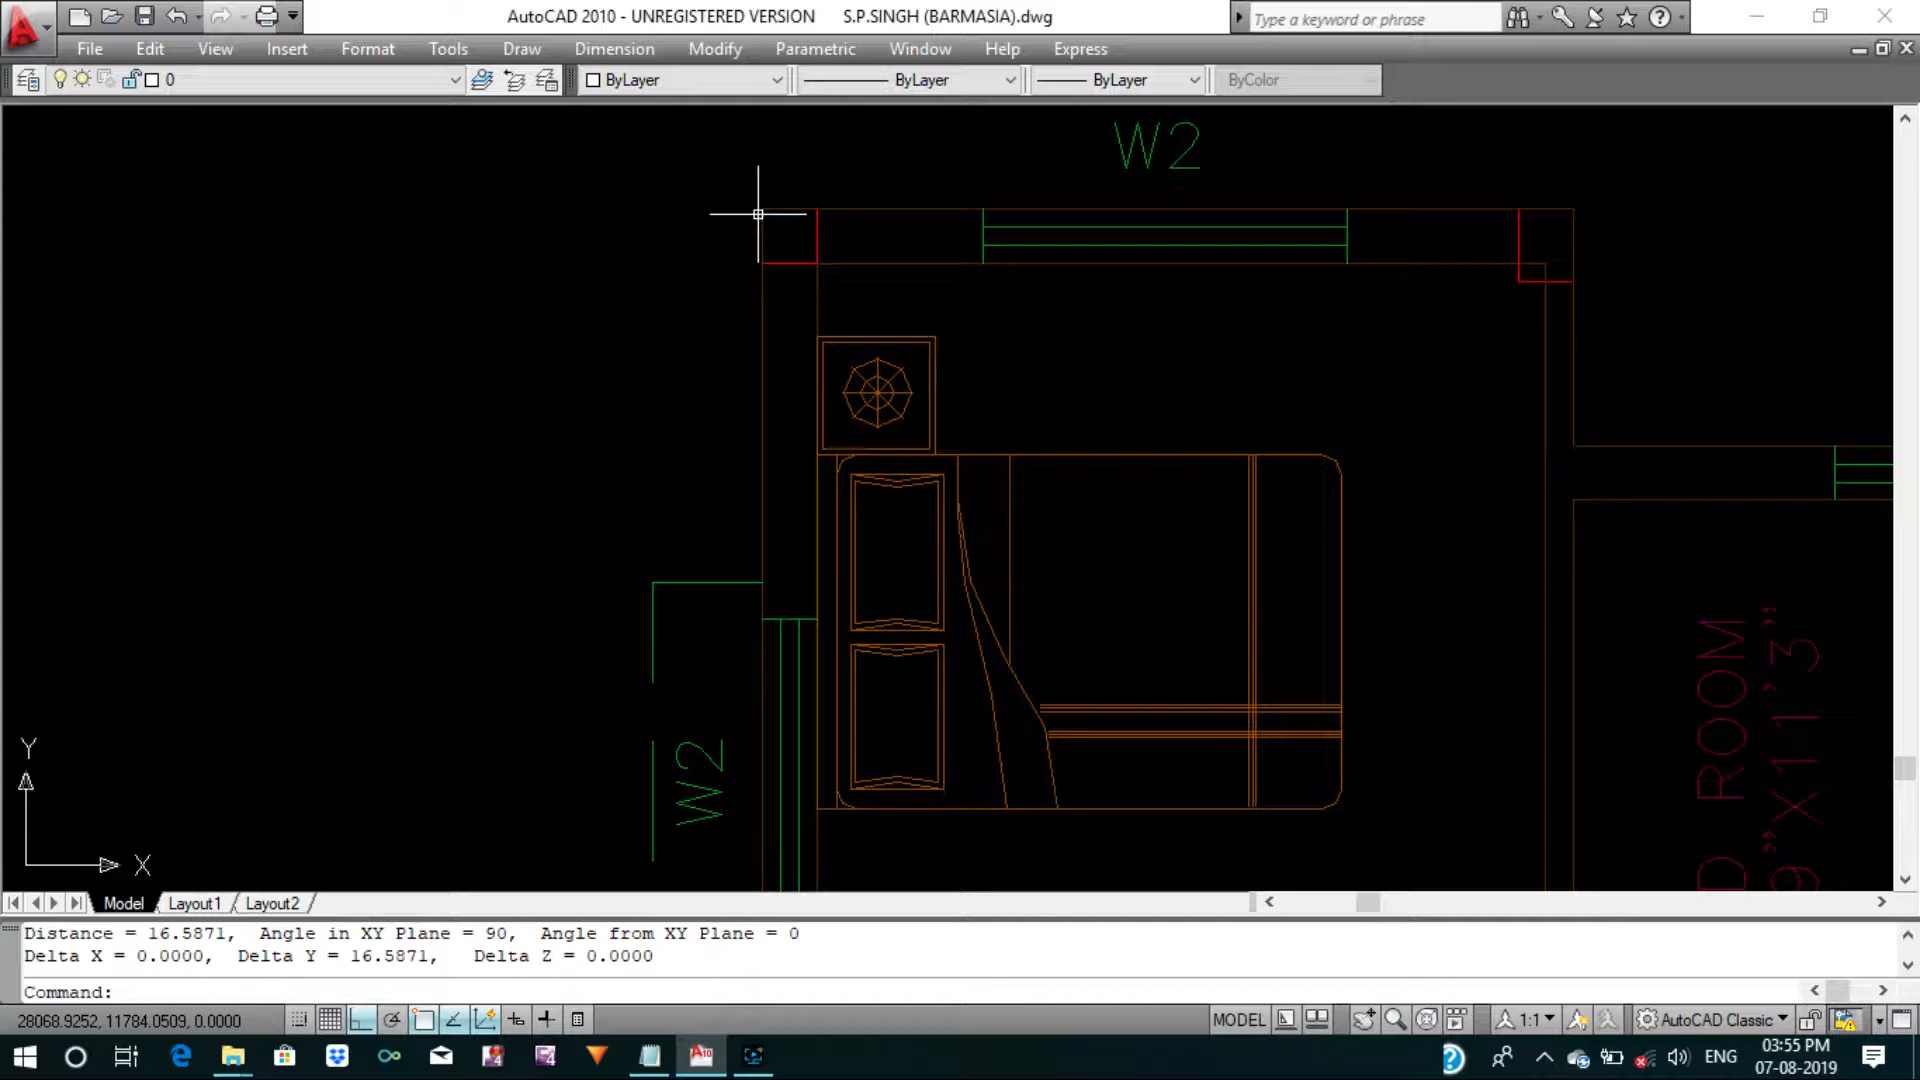 AutoCAD 2010 - UNREGISTERED VERSION S.P.SINGH (BARMASIA).dwg
Type a keyword or phrase
File Edit View Insert Format Tools Draw Dimension Modify Parametric Window Help Express
0 ByLayer ByLayer ByLayer ByColor
W2
W2
D ROOM
9"X11'3"
Y
X
Model Layout1 Layout2
Distance = 16.5871, Angle in XY Plane = 90, Angle from XY Plane = 0
Delta X = 0.0000, Delta Y = 16.5871, Delta Z = 0.0000
Command:
28068.9252, 11784.0509, 0.0000 MODEL 1:1 AutoCAD Classic
ENG 03:55 PM
07-08-2019